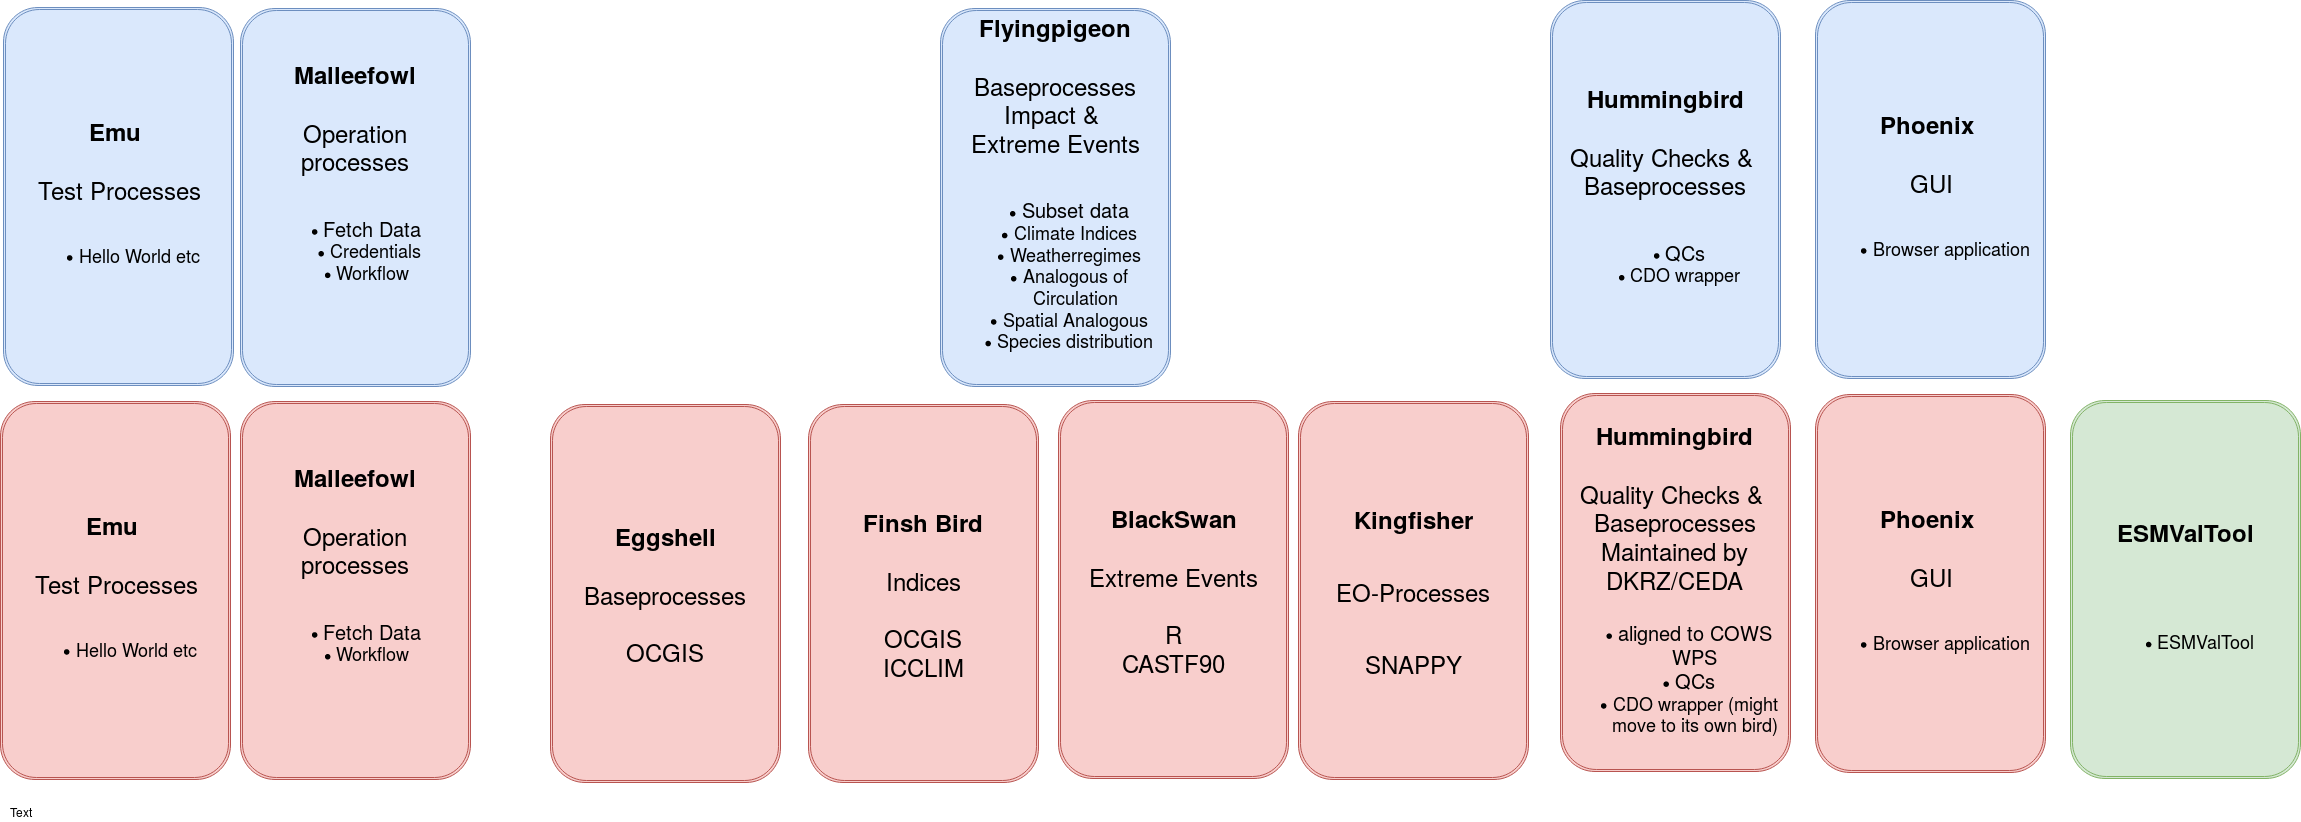 Emu
Test Processes
• Hello World etc
Malleefowl
Operation
processes
• Fetch Data
• Credentials
• Workflow
Flyingpigeon
Baseprocesses
Impact &
Extreme Events
• Subset data
• Climate Indices
• Weatherregimes
• Analogous of
Circulation
• Spatial Analogous
• Species distribution
Hummingbird
Quality Checks &
Baseprocesses
• QCs
• CDO wrapper
Phoenix
GUI
• Browser application
Emu
Test Processes
• Hello World etc
Malleefowl
Operation
processes
• Fetch Data
• Workflow
Eggshell
Baseprocesses
OCGIS
Finsh Bird
Indices
OCGIS
ICCLIM
BlackSwan
Extreme Events
R
CASTF90
Kingfisher
EO-Processes
SNAPPY
Hummingbird
Quality Checks &
Baseprocesses
Maintained by
DKRZ/CEDA
• aligned to COWS
WPS
• QCs
• CDO wrapper (might
move to its own bird)
Phoenix
GUI
• Browser application
ESMValTool
• ESMValTool
Text